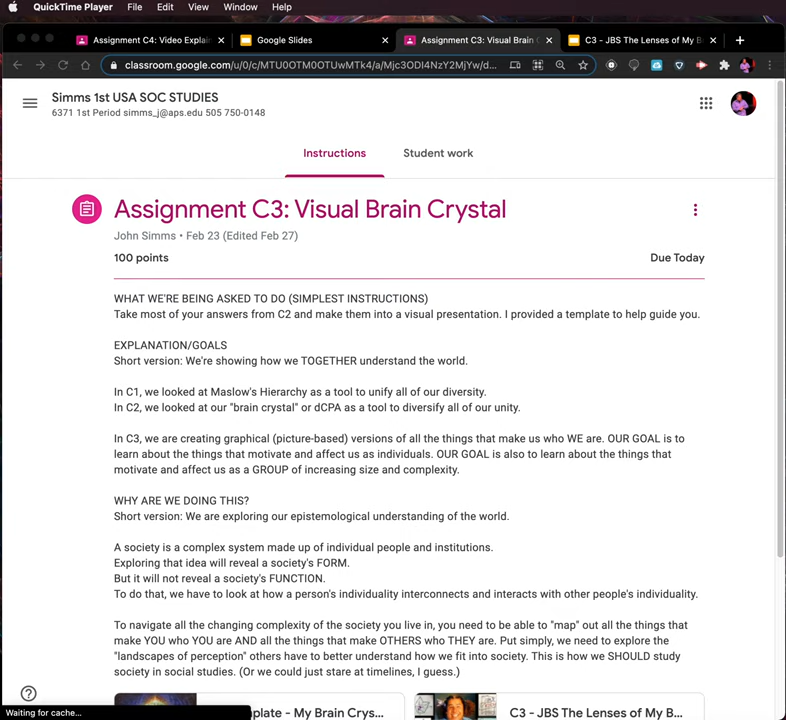 QuickTime Player File Edit View Window Help
Assignment C4: Video Explain
Google Slides
Assignment C3: Visual Brain C
C3 - JBS The Lenses of My B
classroom.google.com/u/0/c/MTU0OTM0OTUwMTk4/a/Mjc3ODI4NzY2MjYw/d...
Simms 1st USA SOC STUDIES
6371 1st Period simms_j@aps.edu 505 750-0148
Instructions
Student work
Assignment C3: Visual Brain Crystal
John Simms • Feb 23 (Edited Feb 27)
100 points
Due Today
WHAT WE'RE BEING ASKED TO DO (SIMPLEST INSTRUCTIONS)
Take most of your answers from C2 and make them into a visual presentation. I provided a template to help guide you.
EXPLANATION/GOALS
Short version: We're showing how we TOGETHER understand the world.
In C1, we looked at Maslow's Hierarchy as a tool to unify all of our diversity.
In C2, we looked at our "brain crystal" or dCPA as a tool to diversify all of our unity.
In C3, we are creating graphical (picture-based) versions of all the things that make us who WE are. OUR GOAL is to
learn about the things that motivate and affect us as individuals. OUR GOAL is also to learn about the things that
motivate and affect us as a GROUP of increasing size and complexity.
WHY ARE WE DOING THIS?
Short version: We are exploring our epistemological understanding of the world.
A society is a complex system made up of individual people and institutions.
Exploring that idea will reveal a society's FORM.
But it will not reveal a society's FUNCTION.
To do that, we have to look at how a person's individuality interconnects and interacts with other people's individuality.
To navigate all the changing complexity of the society you live in, you need to be able to "map" out all the things that
make YOU who YOU are AND all the things that make OTHERS who THEY are. Put simply, we need to explore the
"landscapes of perception" others have to better understand how we fit into society. This is how we SHOULD study
society in social studies. (Or we could just stare at timelines, I guess.)
plate - My Brain Crys...
C3 - JBS The Lenses of My B...
Waiting for cache...